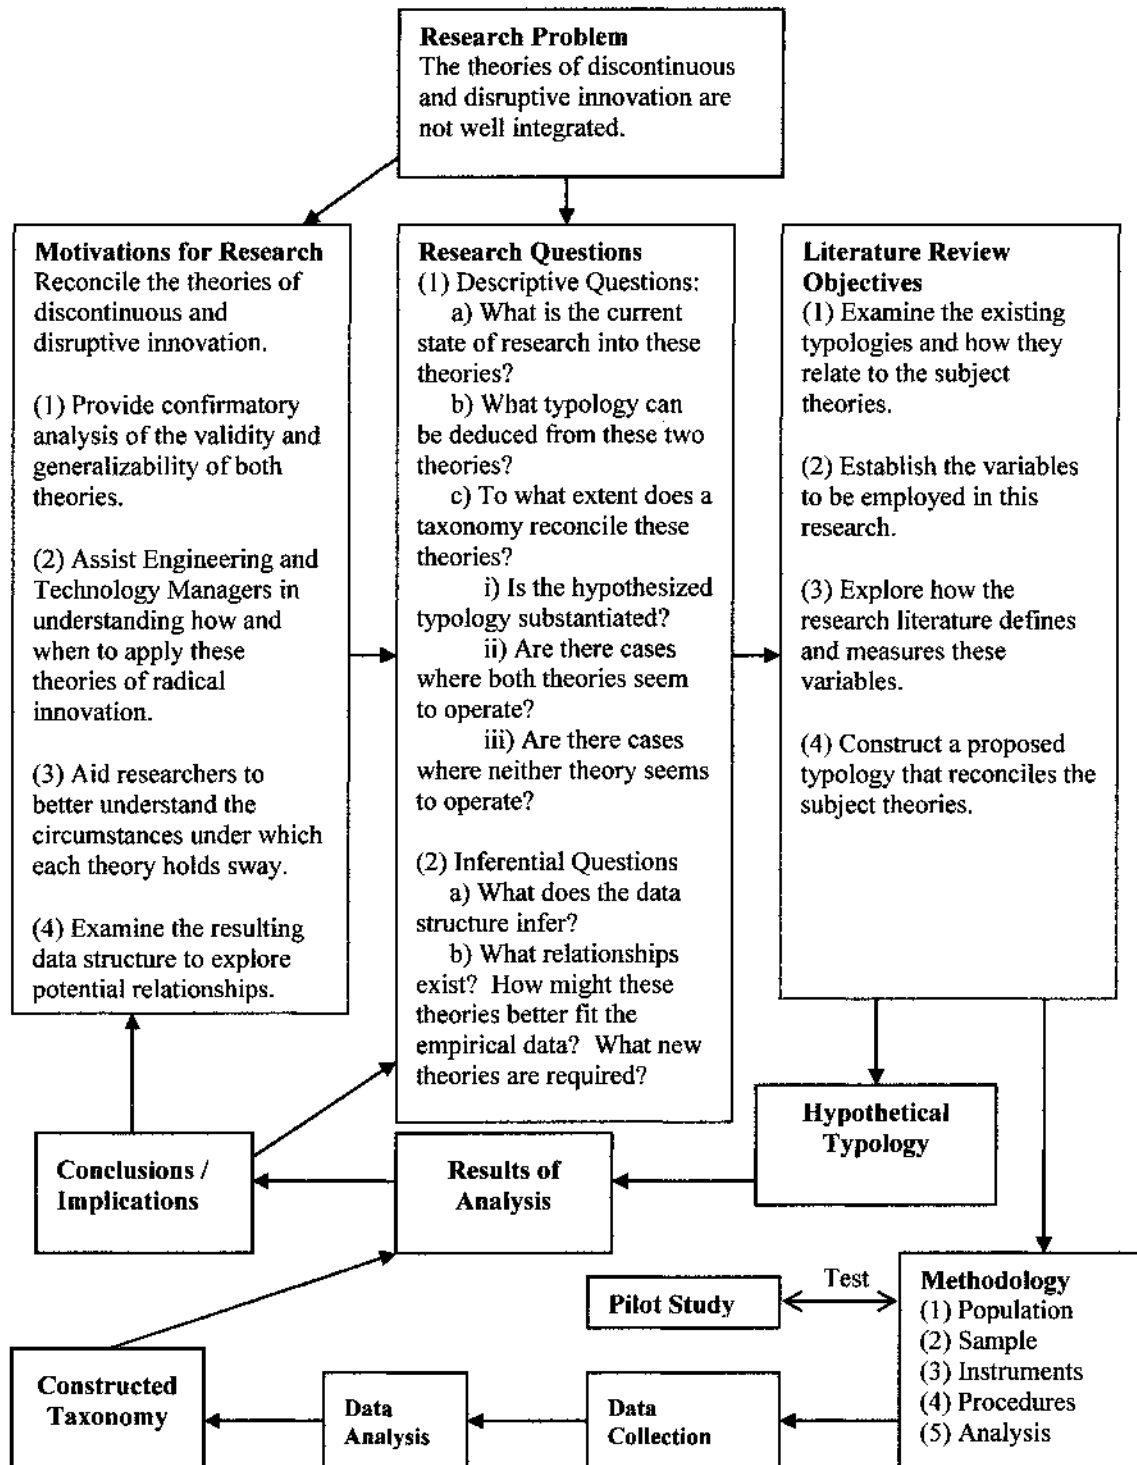 Research Problem
The theories of discontinuous
and disruptive innovation are
not well integrated.
Motivations for Research
Reconcile the theories of
discontinuous and
disruptive innovation.
(1) Provide confirmatory
analysis of the validity and
generalizability of both
theories.
(2) Assist Engineering and
Technology Managers in
understanding how and
when to apply these
theories of radical
innovation.
(3) Aid researchers to
better understand the
circumstances under which
each theory holds sway.
(4) Examine the resulting
data structure to explore
potential relationships.
Research Questions
(1) Descriptive Questions:
a) What is the current
state of research into these
theories?
b) What typology can
be deduced from these two
theories?
c) To what extent does a
taxonomy reconcile these
theories?
i) Is the hypothesized
typology substantiated?
ii) Are there cases
where both theories seem
to operate?
iii) Are there cases
where neither theory seems
to operate?
(2) Inferential Questions
a) What does the data
structure infer?
b) What relationships
exist?  How might these
theories better fit the
empirical data?  What new
theories are required?
Literature Review
Objectives
(1) Examine the existing
typologies and how they
relate to the subject
theories.
(2) Establish the variables
to be employed in this
research.
(3) Explore how the
research literature defines
and measures these
variables.
(4) Construct a proposed
typology that reconciles the
subject theories.
Hypothetical
Typology
Results of
Analysis
Conclusions /
Implications
Methodology
(1) Population
(2) Sample
(3) Instruments
(4) Procedures
(5) Analysis
Test
Pilot Study
Data
Collection
Data
Analysis
Constructed
Taxonomy